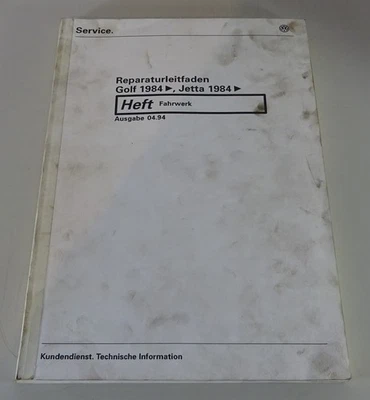 Service.
Reparaturleitfaden
Golf 1984 ►, Jetta 1984 ►
Heft Fahrwerk
Ausgabe 04.94
Kundendienst. Technische Information